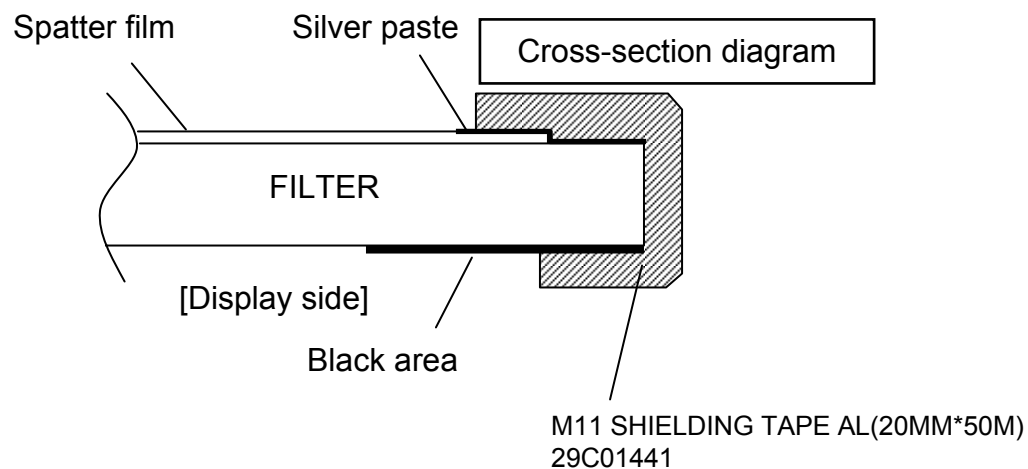 Spatter film
Silver paste
Cross-section diagram
FILTER
[Display side]
Black area
M11 SHIELDING TAPE AL(20MM*50M)
29C01441